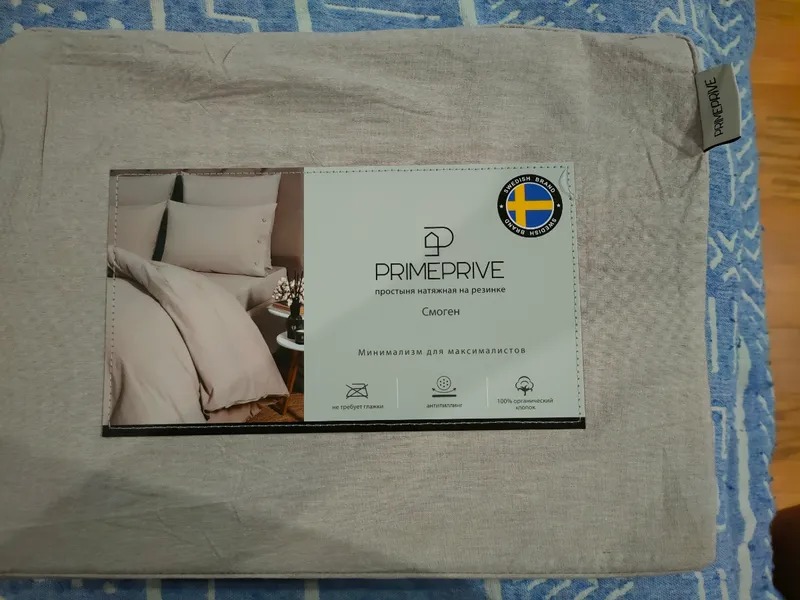 PRIMEPRIVE
SWEDISH BRAND
SWEDISH BRAND
PRIMEPRIVE
простыня натяжная на резинке
Смоген
Минимализм для максималистов
не требует глажки
антипиллинг
100% органический
хлопок